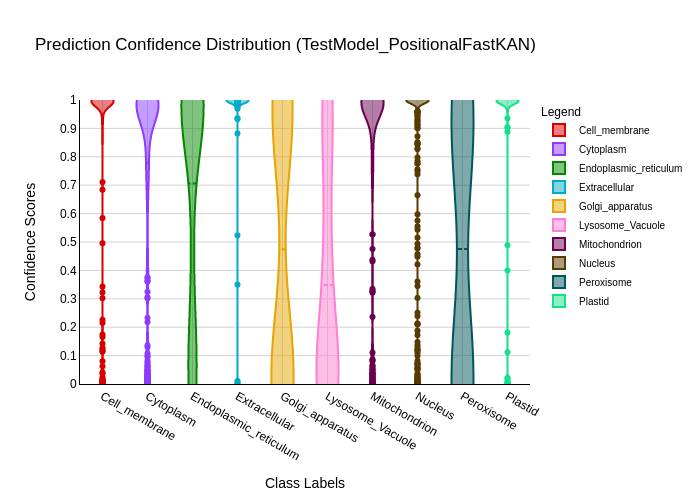 Prediction Confidence Distribution (TestModel_PositionalFastKAN)
Confidence Scores
1
0.9
0.8
0.7
0.6
0.5
0.4
0.3
0.2
0.1
0
Cell_membrane
Cytoplasm
Endoplasmic_reticulum
Extracellular
Golgi_apparatus
Lysosome_Vacuole
Mitochondrion
Nucleus
Peroxisome
Plastid
Class Labels
Legend
Cell_membrane
Cytoplasm
Endoplasmic_reticulum
Extracellular
Golgi_apparatus
Lysosome_Vacuole
Mitochondrion
Nucleus
Peroxisome
Plastid